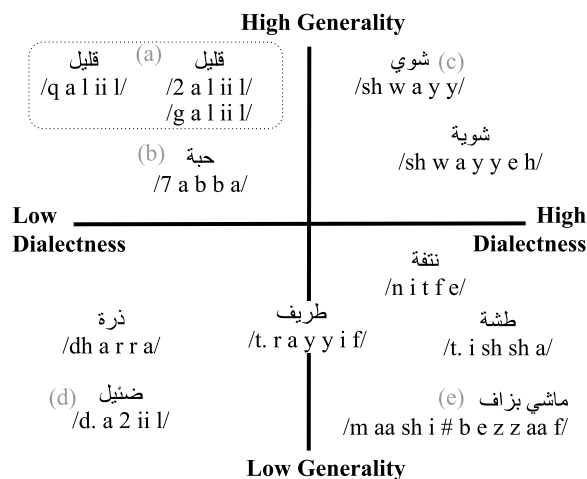 High Generality
(a)
قليل
/q a l ii l/
قليل
/2 a l ii l/
/g a l ii l/
(c) شوي
/sh w a y y/
شوية
/sh w a y y e h/
(b) حبة
/7 a b b a/
Low
Dialectness
High
Dialectness
نتفة
/n i t f e/
ذرة
/dh a r r a/
طريف
/t. r a y y i f/
طشة
/t. i sh sh a/
(d) ضئيل
/d. a 2 ii l/
(e) ماشي بزاف
/m aa sh i # b e z z aa f/
Low Generality